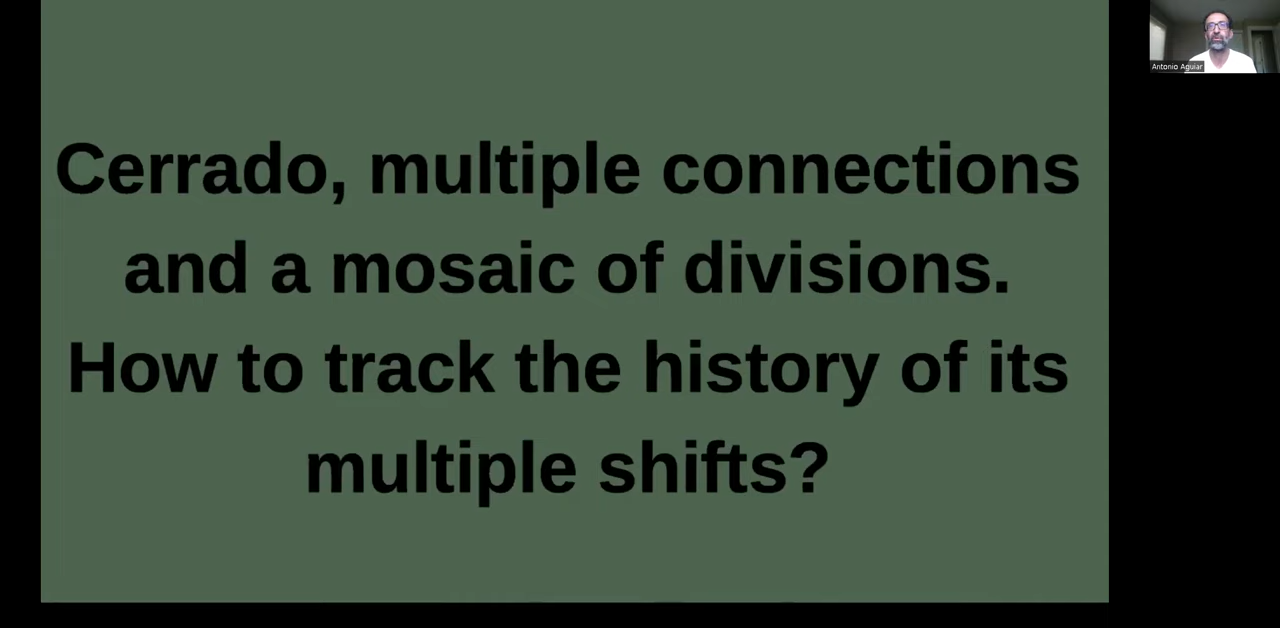 Cerrado, multiple connections
and a mosaic of divisions.
How to track the history of its
multiple shifts?
Antonio Aguiar